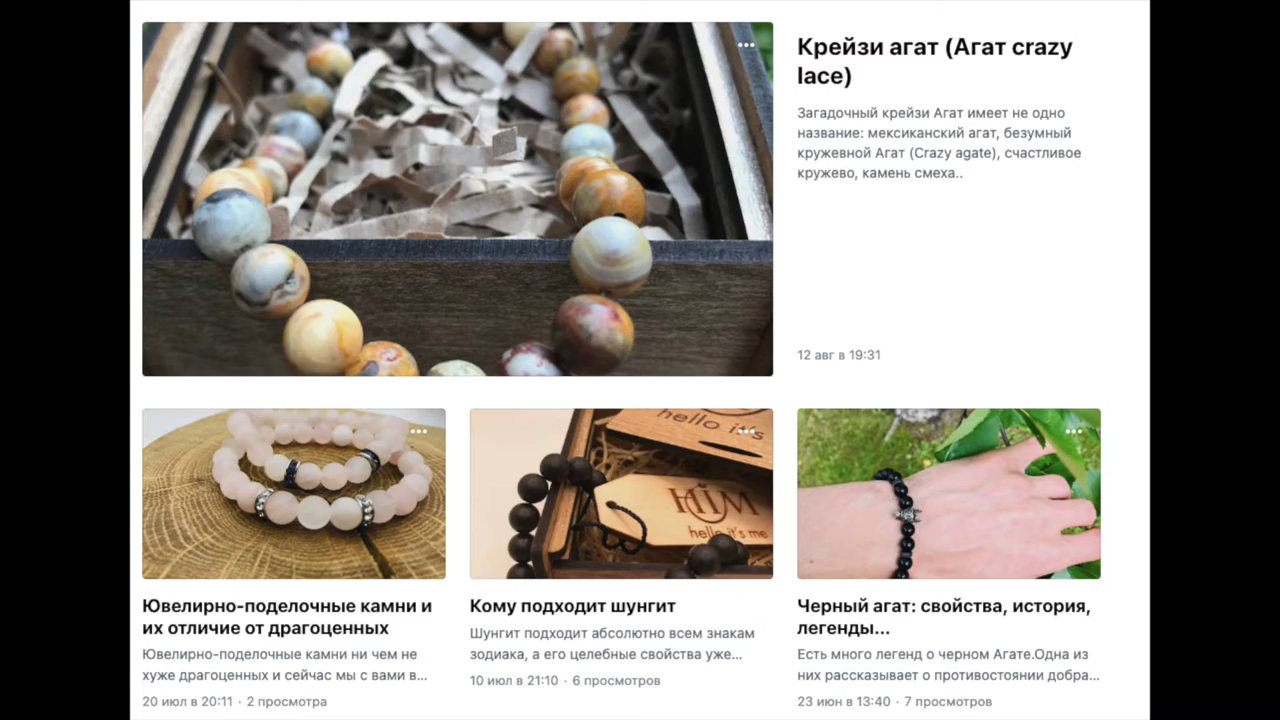 Крейзи агат (Агат crazy
lace)
Загадочный крейзи Агат имеет не одно
название: мексиканский агат, безумный
кружевной Агат (Crazy agate), счастливое
кружево, камень смеха..
12 авг в 19:31
hello it's
HIM
hello it's me
Ювелирно-поделочные камни и
их отличие от драгоценных
Ювелирно-поделочные камни ни чем не
хуже драгоценных и сейчас мы с вами в...
20 июл в 20:11 · 2 просмотра
Кому подходит шунгит
Шунгит подходит абсолютно всем знакам
зодиака, а его целебные свойства уже...
10 июл в 21:10 · 6 просмотров
Черный агат: свойства, история,
легенды...
Есть много легенд о черном Агате.Одна из
них рассказывает о противостоянии добра...
23 июн в 13:40 · 7 просмотров